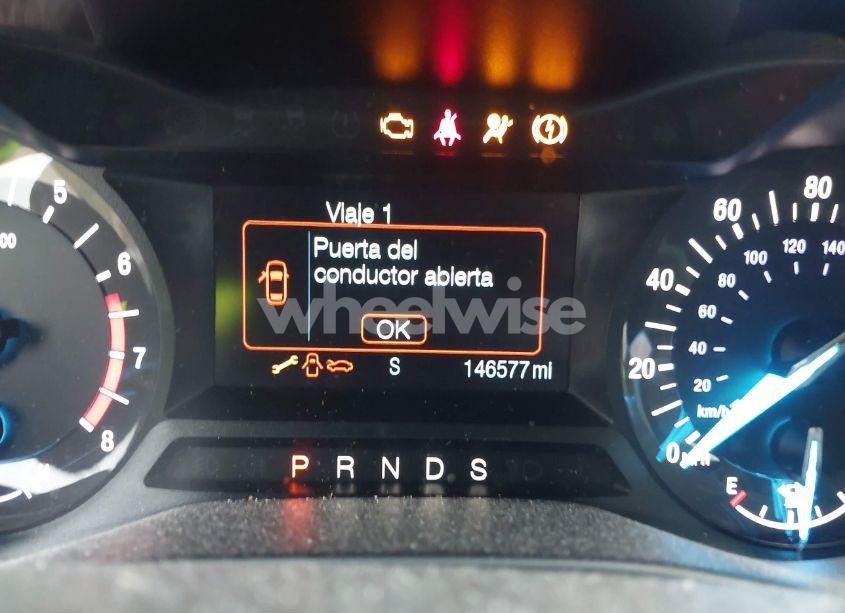 Viaje 1
Puerta del
conductor abierta
wheelwise
OK
S 146577 mi
P R N D S
5
6
7
8
00
0 20 40 60 80
20 40 60 80 100 120 140
km/h
E